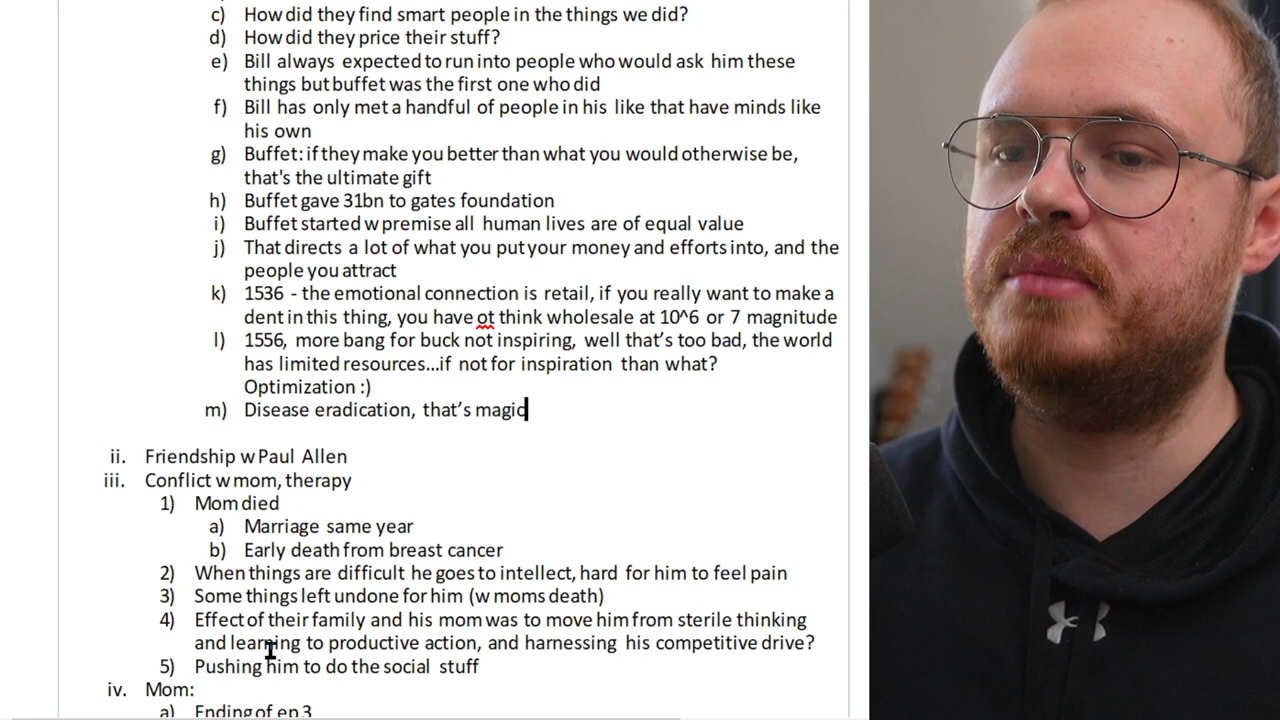 c) How did they find smart people in the things we did?
d) How did they price their stuff?
e) Bill always expected to run into people who would ask him these
things but buffet was the first one who did
f) Bill has only met a handful of people in his like that have minds like
his own
g) Buffet: if they make you better than what you would otherwise be,
that's the ultimate gift
h) Buffet gave 31bn to gates foundation
i) Buffet started w premise all human lives are of equal value
j) That directs a lot of what you put your money and efforts into, and the
people you attract
k) 1536 - the emotional connection is retail, if you really want to make a
dent in this thing, you have ot think wholesale at 10^6 or 7 magnitude
l) 1556, more bang for buck not inspiring, well that’s too bad, the world
has limited resources...if not for inspiration than what?
Optimization :)
m) Disease eradication, that’s magic
ii. Friendship w Paul Allen
iii. Conflict w mom, therapy
1) Mom died
a) Marriage same year
b) Early death from breast cancer
2) When things are difficult he goes to intellect, hard for him to feel pain
3) Some things left undone for him (w moms death)
4) Effect of their family and his mom was to move him from sterile thinking
and learning to productive action, and harnessing his competitive drive?
5) Pushing him to do the social stuff
iv. Mom:
a) Ending of ep 3